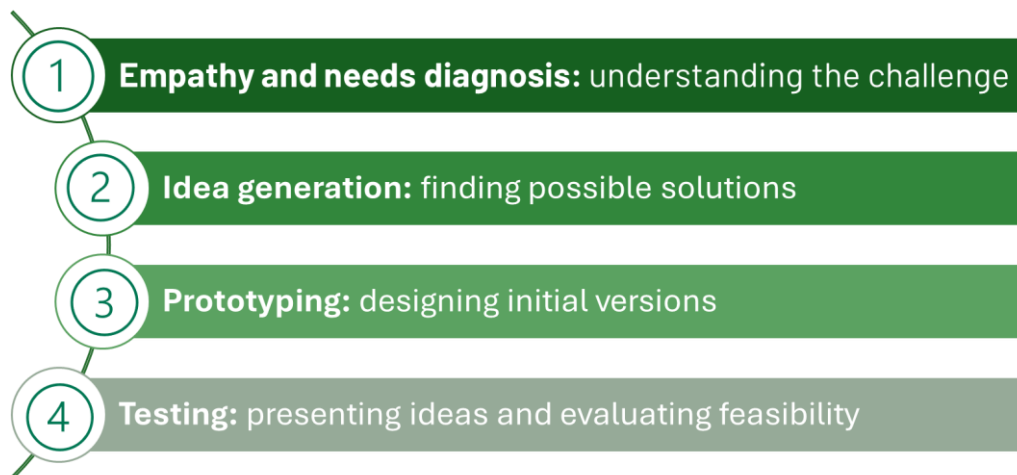 1 Empathy and needs diagnosis: understanding the challenge
2 Idea generation: finding possible solutions
3 Prototyping: designing initial versions
4 Testing: presenting ideas and evaluating feasibility